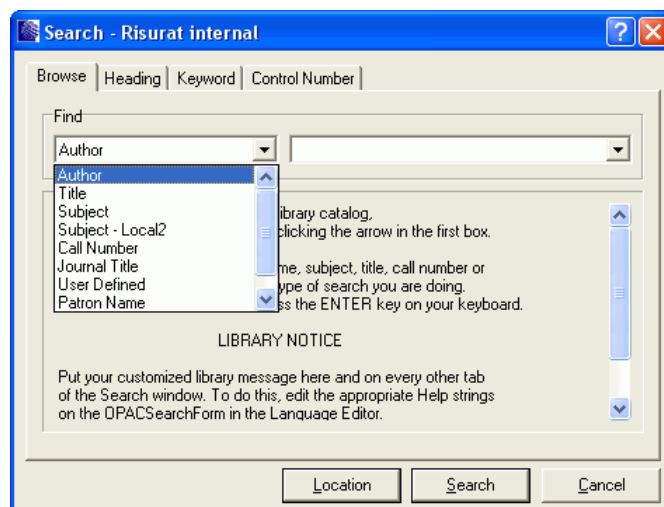 Search - Risurat internal
Browse Heading Keyword Control Number
Find
Author
Author
Title
Subject
Subject - Local2
Call Number
Journal Title
User Defined
Patron Name
library catalog,
clicking the arrow in the first box.
me, subject, title, call number or
type of search you are doing.
ss the ENTER key on your keyboard.
LIBRARY NOTICE
Put your customized library message here and on every other tab
of the Search window. To do this, edit the appropriate Help strings
on the OPACSearchForm in the Language Editor.
Location Search Cancel